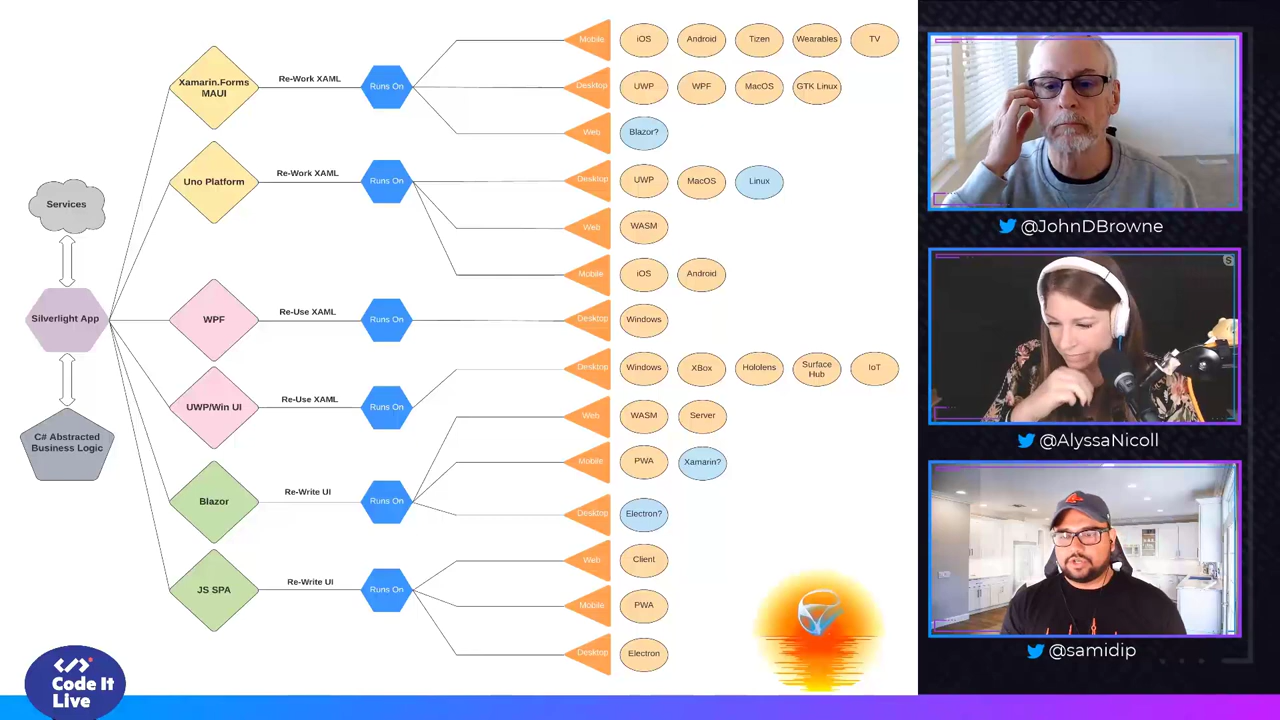 Services
Silverlight App
C# Abstracted
Business Logic
Xamarin.Forms
MAUI
Re-Work XAML
Runs On
Mobile
iOS
Android
Tizen
Wearables
TV
Desktop
UWP
WPF
MacOS
GTK Linux
Web
Blazor?
Uno Platform
Re-Work XAML
Runs On
Desktop
UWP
MacOS
Linux
Web
WASM
Mobile
iOS
Android
WPF
Re-Use XAML
Runs On
Desktop
Windows
UWP/Win UI
Re-Use XAML
Runs On
Desktop
Windows
XBox
Hololens
Surface
Hub
IoT
Blazor
Re-Write UI
Runs On
Web
WASM
Server
Mobile
PWA
Xamarin?
Desktop
Electron?
JS SPA
Re-Write UI
Runs On
Web
Client
Mobile
PWA
Desktop
Electron
</> Code It
Live
@JohnDBrowne
@AlyssaNicoll
@samidip